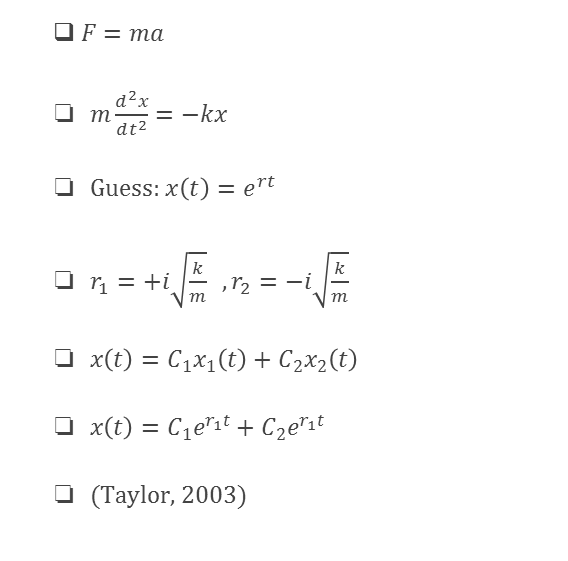 ❑ F = ma
❑ m d²x/dt² = −kx
❑ Guess: x(t) = e^{rt}
❑ r₁ = +i√(k/m) , r₂ = −i√(k/m)
❑ x(t) = C₁x₁(t) + C₂x₂(t)
❑ x(t) = C₁e^{r₁t} + C₂e^{r₁t}
❑ (Taylor, 2003)